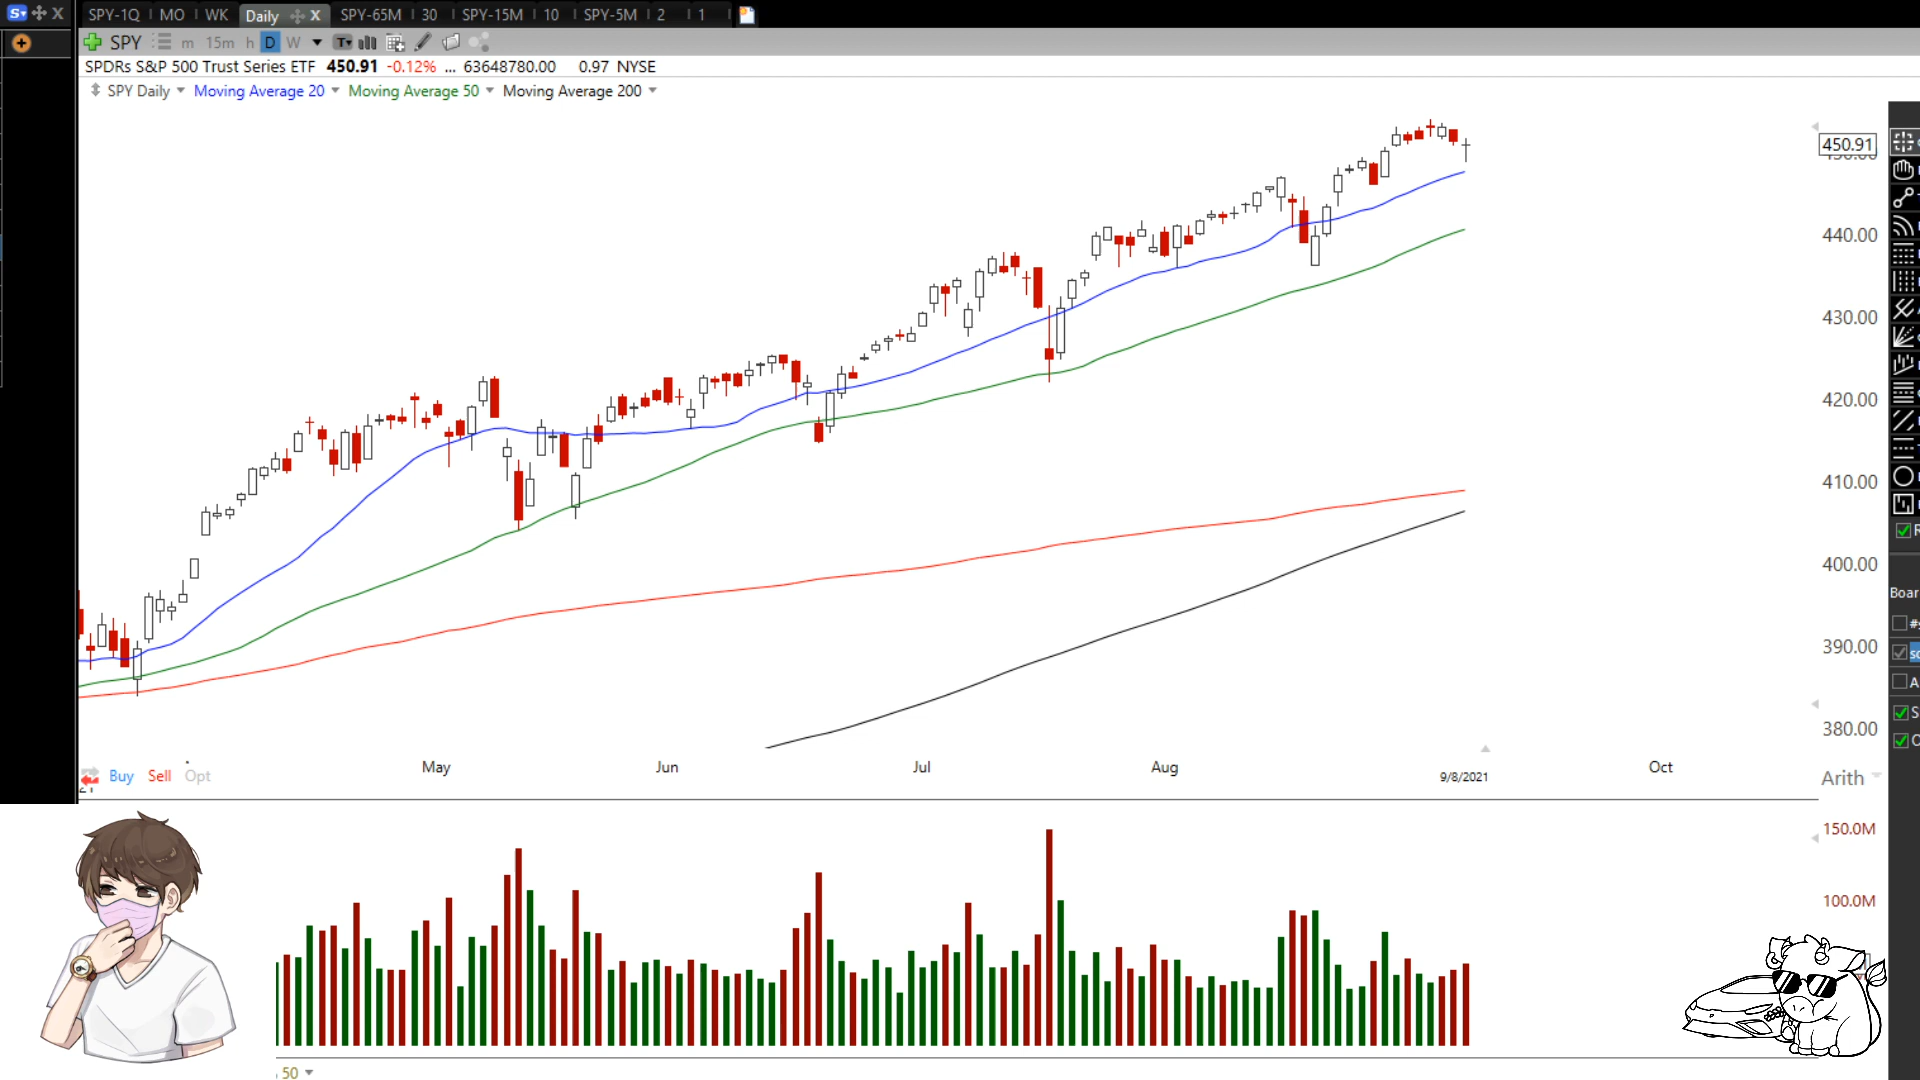 S
SPY-1Q MO WK Daily X SPY-65M 30 SPY-15M 10 SPY-5M 2 1
SPY m 15m h D W T
SPDRs S&P 500 Trust Series ETF 450.91 -0.12% ... 63648780.00 0.97 NYSE
SPY Daily Moving Average 20 Moving Average 50 Moving Average 200
450.91
440.00
430.00
420.00
410.00
400.00
390.00
380.00
Boar
May Jun Jul Aug 9/8/2021 Oct
Buy Sell Opt
Arith
150.0M
100.0M
50